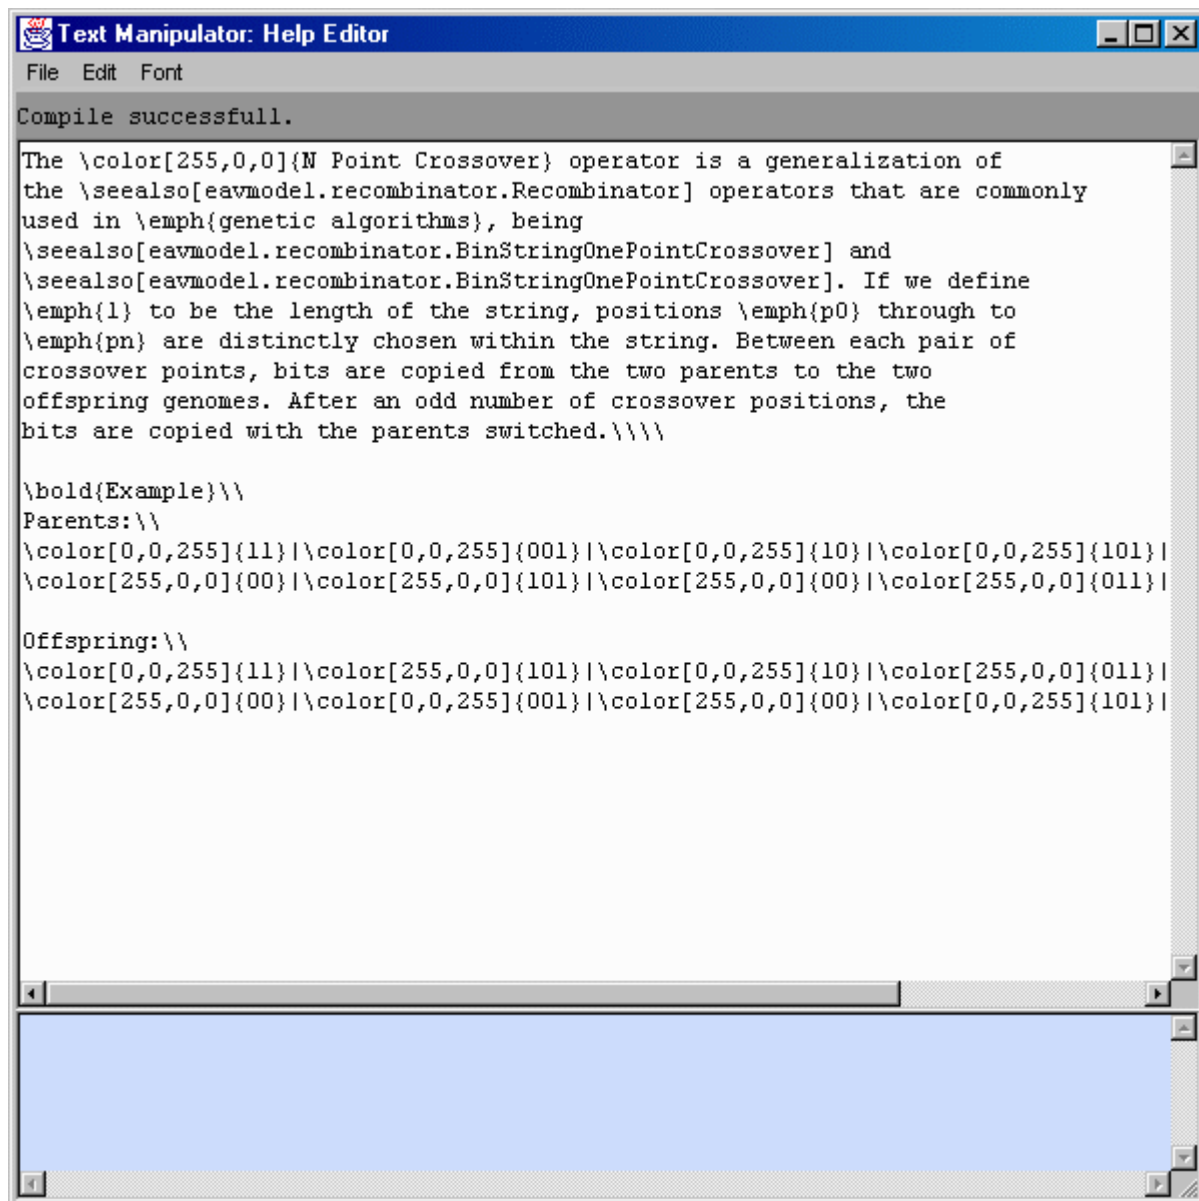 Text Manipulator: Help Editor
File Edit Font
Compile successfull.
The \color[255,0,0]{N Point Crossover} operator is a generalization of
the \seealso[eavmodel.recombinator.Recombinator] operators that are commonly
used in \emph{genetic algorithms}, being
\seealso[eavmodel.recombinator.BinStringOnePointCrossover] and
\seealso[eavmodel.recombinator.BinStringOnePointCrossover]. If we define
\emph{l} to be the length of the string, positions \emph{p0} through to
\emph{pn} are distinctly chosen within the string. Between each pair of
crossover points, bits are copied from the two parents to the two
offspring genomes. After an odd number of crossover positions, the
bits are copied with the parents switched.\\\\
\bold{Example}\\
Parents:\\
\color[0,0,255]{11}|\color[0,0,255]{001}|\color[0,0,255]{10}|\color[0,0,255]{101}|
\color[255,0,0]{00}|\color[255,0,0]{101}|\color[255,0,0]{00}|\color[255,0,0]{011}|
Offspring:\\
\color[0,0,255]{11}|\color[255,0,0]{101}|\color[0,0,255]{10}|\color[255,0,0]{011}|
\color[255,0,0]{00}|\color[0,0,255]{001}|\color[255,0,0]{00}|\color[0,0,255]{101}|